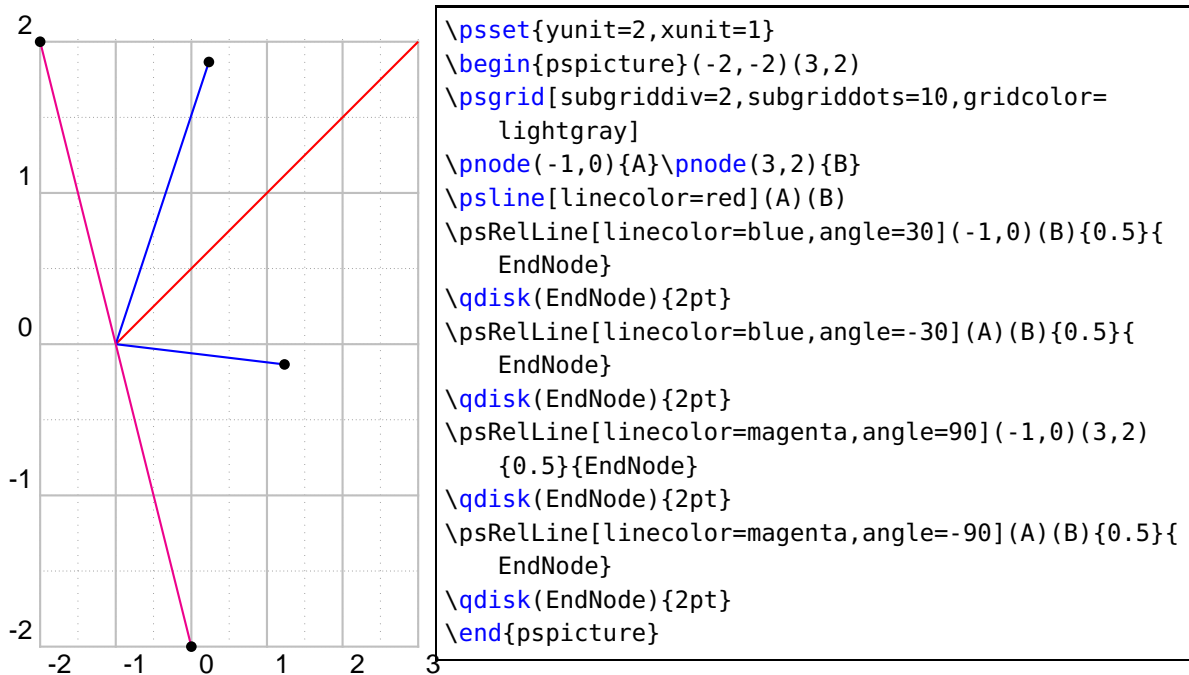 2
1
0
-1
-2
-2 -1 0 1 2 3
\psset{yunit=2,xunit=1}
\begin{pspicture}(-2,-2)(3,2)
\psgrid[subgriddiv=2,subgriddots=10,gridcolor=
lightgray]
\pnode(-1,0){A}\pnode(3,2){B}
\psline[linecolor=red](A)(B)
\psRelLine[linecolor=blue,angle=30](-1,0)(B){0.5}{
EndNode}
\qdisk(EndNode){2pt}
\psRelLine[linecolor=blue,angle=-30](A)(B){0.5}{
EndNode}
\qdisk(EndNode){2pt}
\psRelLine[linecolor=magenta,angle=90](-1,0)(3,2)
{0.5}{EndNode}
\qdisk(EndNode){2pt}
\psRelLine[linecolor=magenta,angle=-90](A)(B){0.5}{
EndNode}
\qdisk(EndNode){2pt}
\end{pspicture}